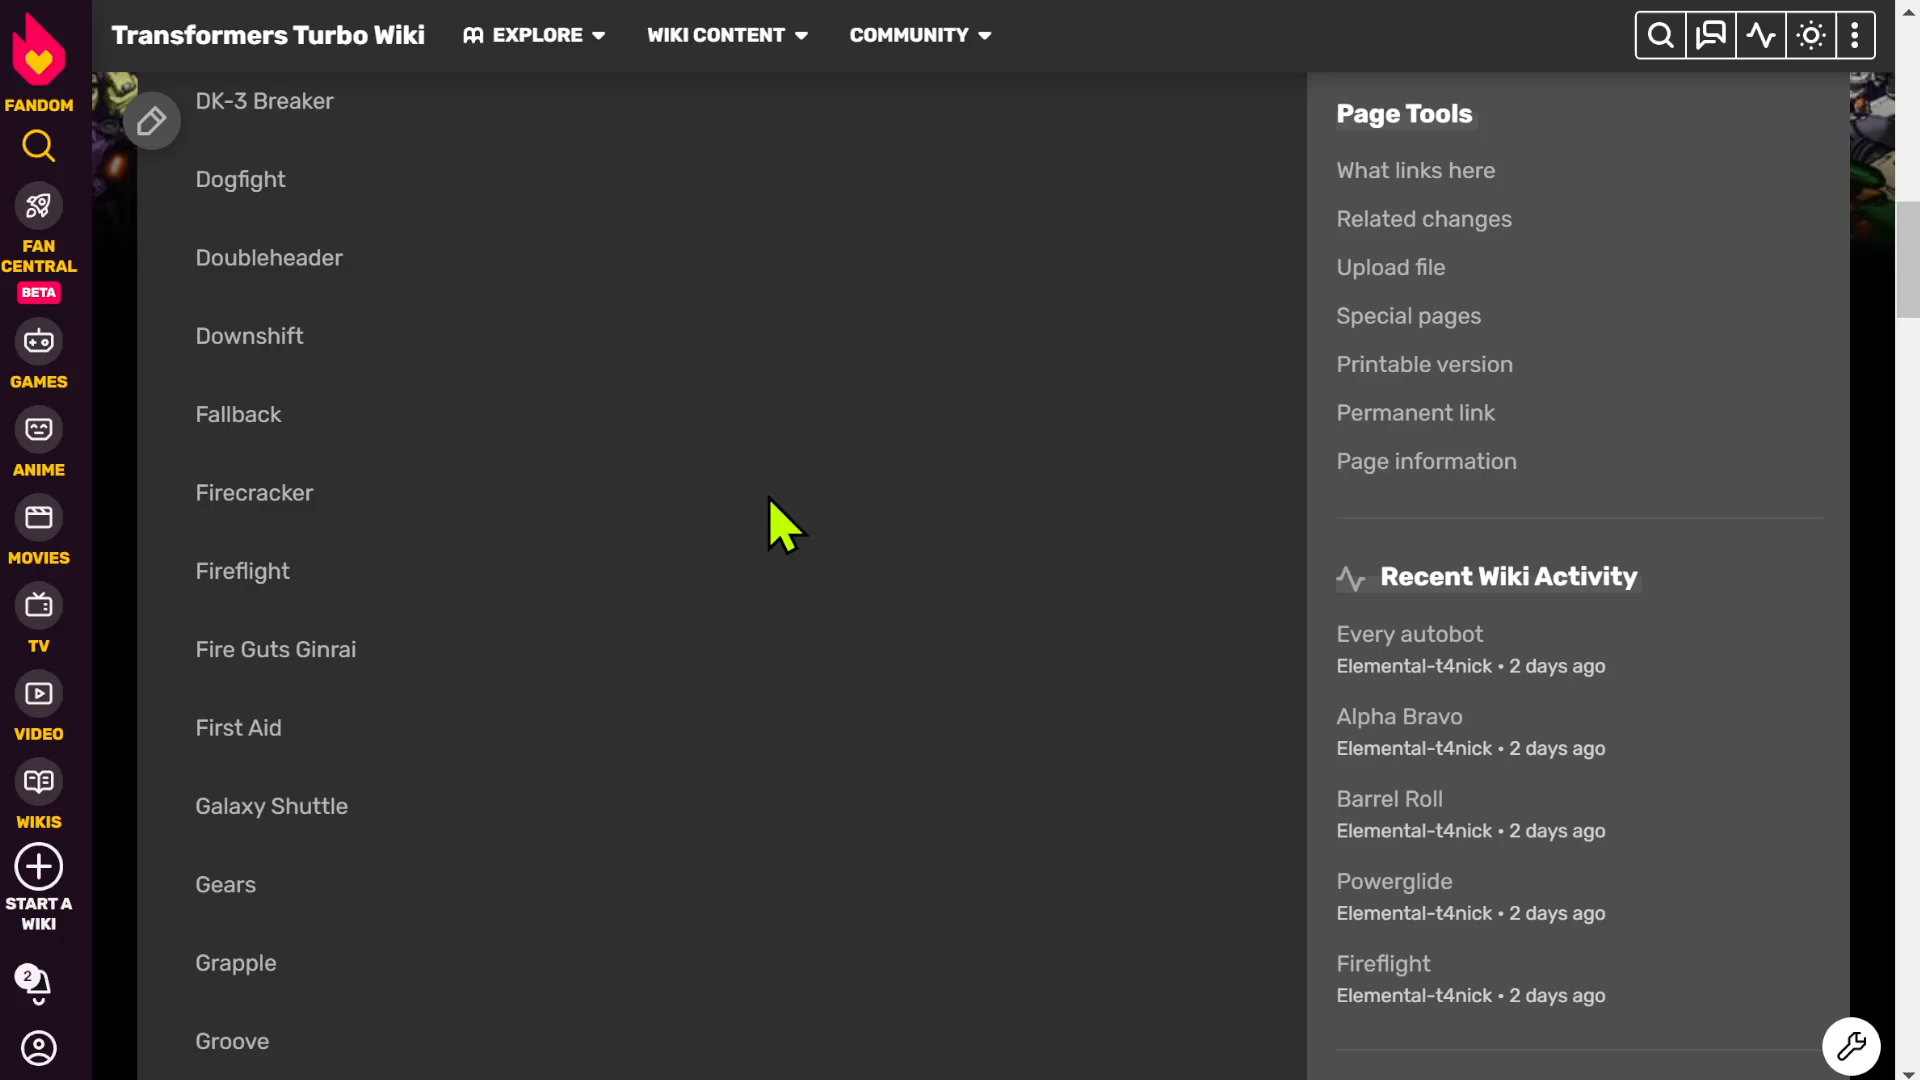 Transformers Turbo Wiki
EXPLORE
WIKI CONTENT
COMMUNITY
FANDOM
FAN
CENTRAL
BETA
GAMES
ANIME
MOVIES
TV
VIDEO
WIKIS
START A
WIKI
2
DK-3 Breaker
Dogfight
Doubleheader
Downshift
Fallback
Firecracker
Fireflight
Fire Guts Ginrai
First Aid
Galaxy Shuttle
Gears
Grapple
Groove
Page Tools
What links here
Related changes
Upload file
Special pages
Printable version
Permanent link
Page information
Recent Wiki Activity
Every autobot
Elemental-t4nick • 2 days ago
Alpha Bravo
Elemental-t4nick • 2 days ago
Barrel Roll
Elemental-t4nick • 2 days ago
Powerglide
Elemental-t4nick • 2 days ago
Fireflight
Elemental-t4nick • 2 days ago